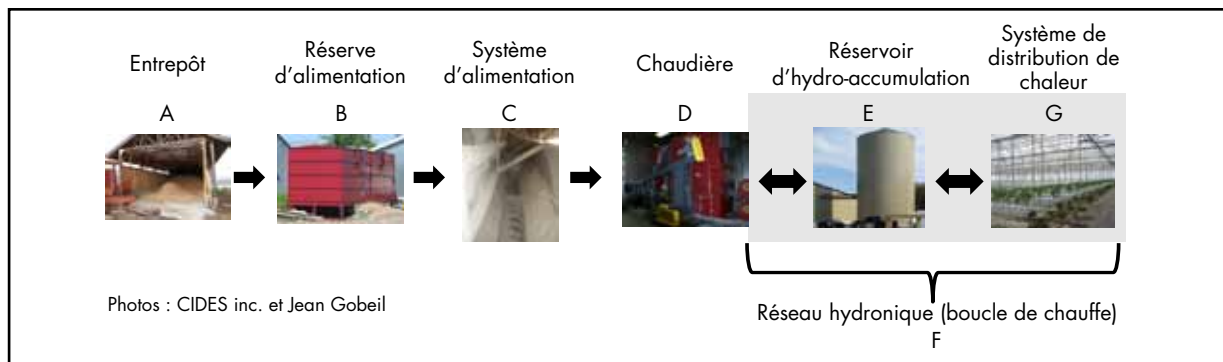 Entrepôt
A
Réserve
d’alimentation
B
Système
d’alimentation
C
Chaudière
D
Réservoir
d’hydro-accumulation
E
Système de
distribution de
chaleur
G
Photos : CIDES inc. et Jean Gobeil
Réseau hydronique (boucle de chauffe)
F